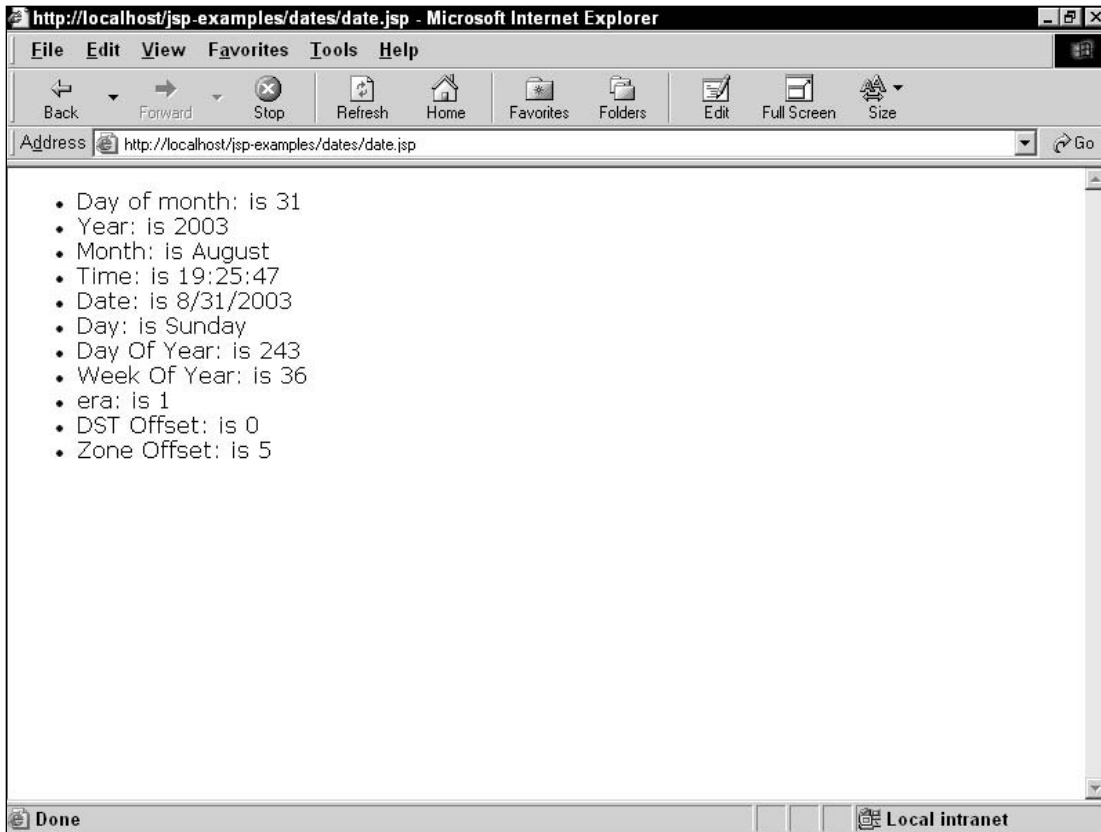 http://localhost/jsp-examples/dates/date.jsp - Microsoft Internet Explorer
File Edit View Favorites Tools Help
Back Forward Stop Refresh Home Favorites Folders Edit Full Screen Size
Address http://localhost/jsp-examples/dates/date.jsp Go
• Day of month: is 31
• Year: is 2003
• Month: is August
• Time: is 19:25:47
• Date: is 8/31/2003
• Day: is Sunday
• Day Of Year: is 243
• Week Of Year: is 36
• era: is 1
• DST Offset: is 0
• Zone Offset: is 5
Done Local intranet